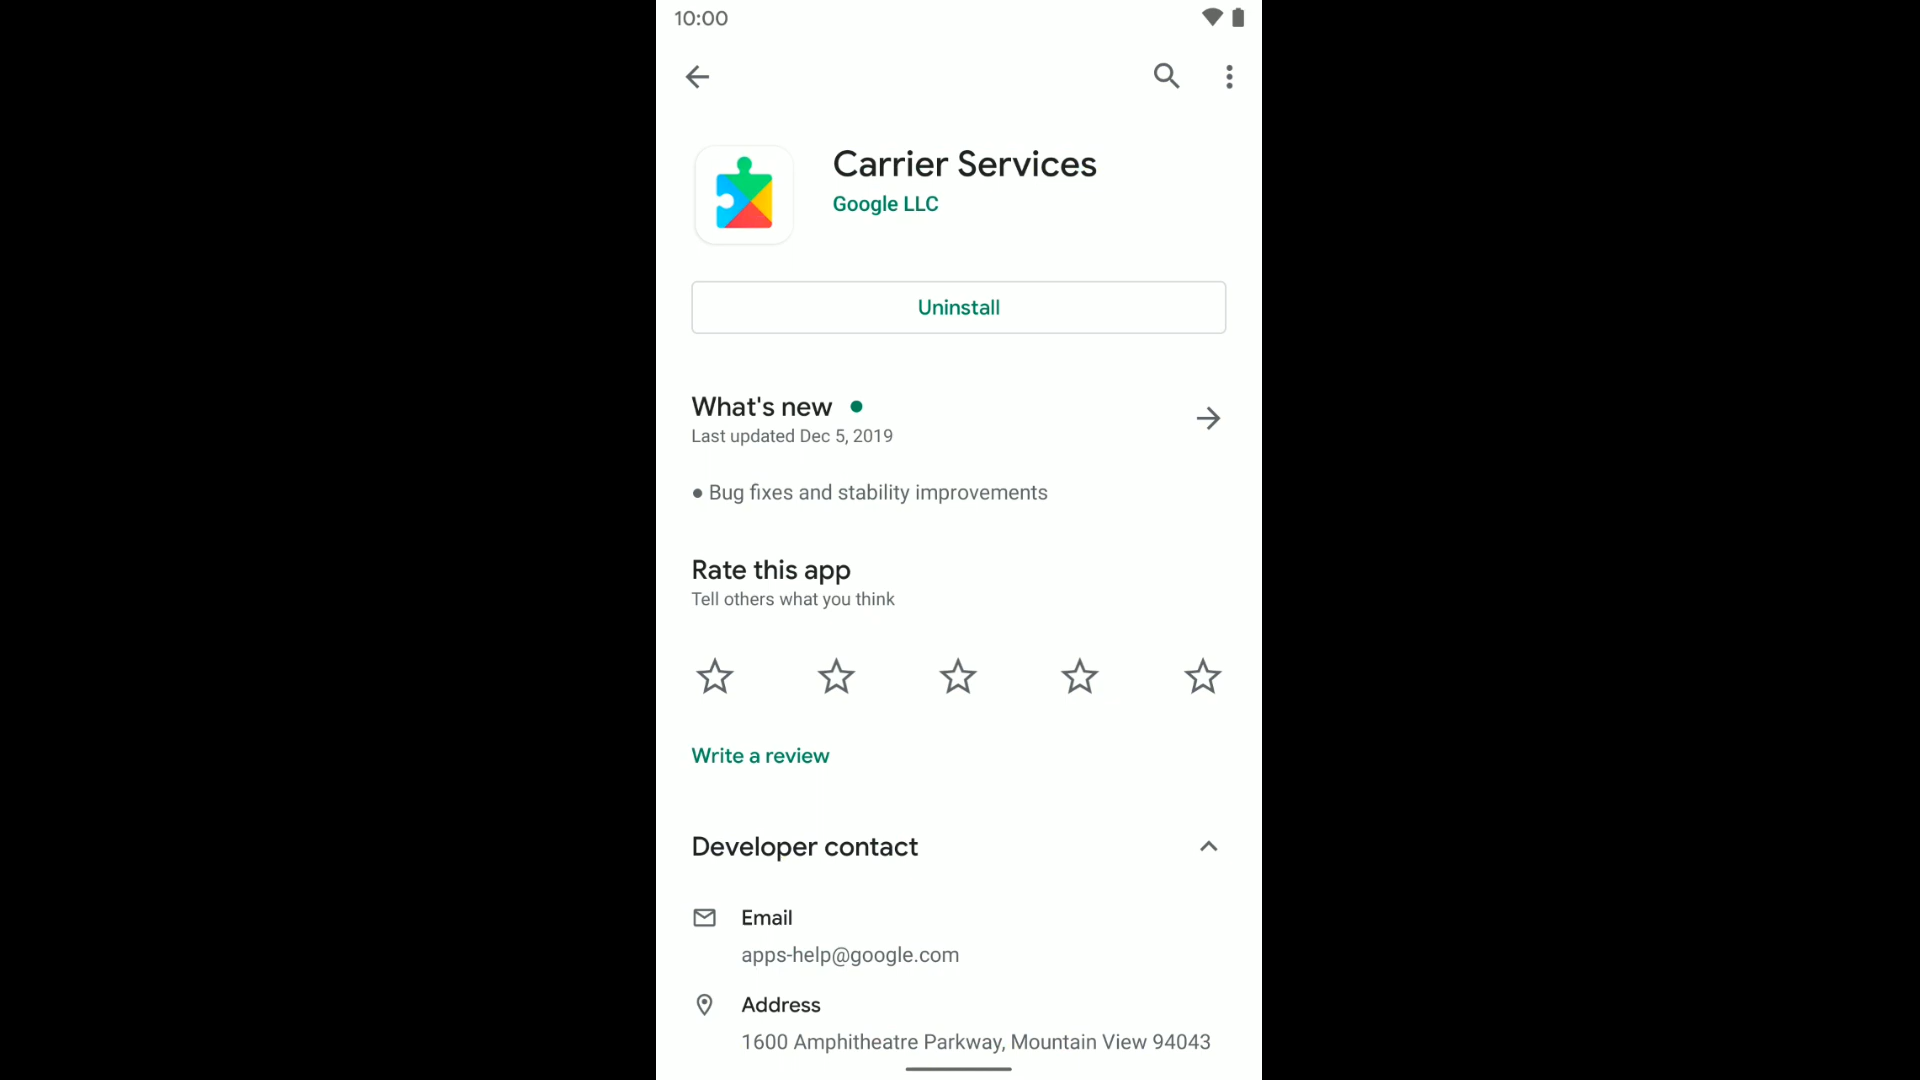 10:00
Carrier Services
Google LLC
Uninstall
What's new
Last updated Dec 5, 2019
● Bug fixes and stability improvements
Rate this app
Tell others what you think
Write a review
Developer contact
Email
apps-help@google.com
Address
1600 Amphitheatre Parkway, Mountain View 94043